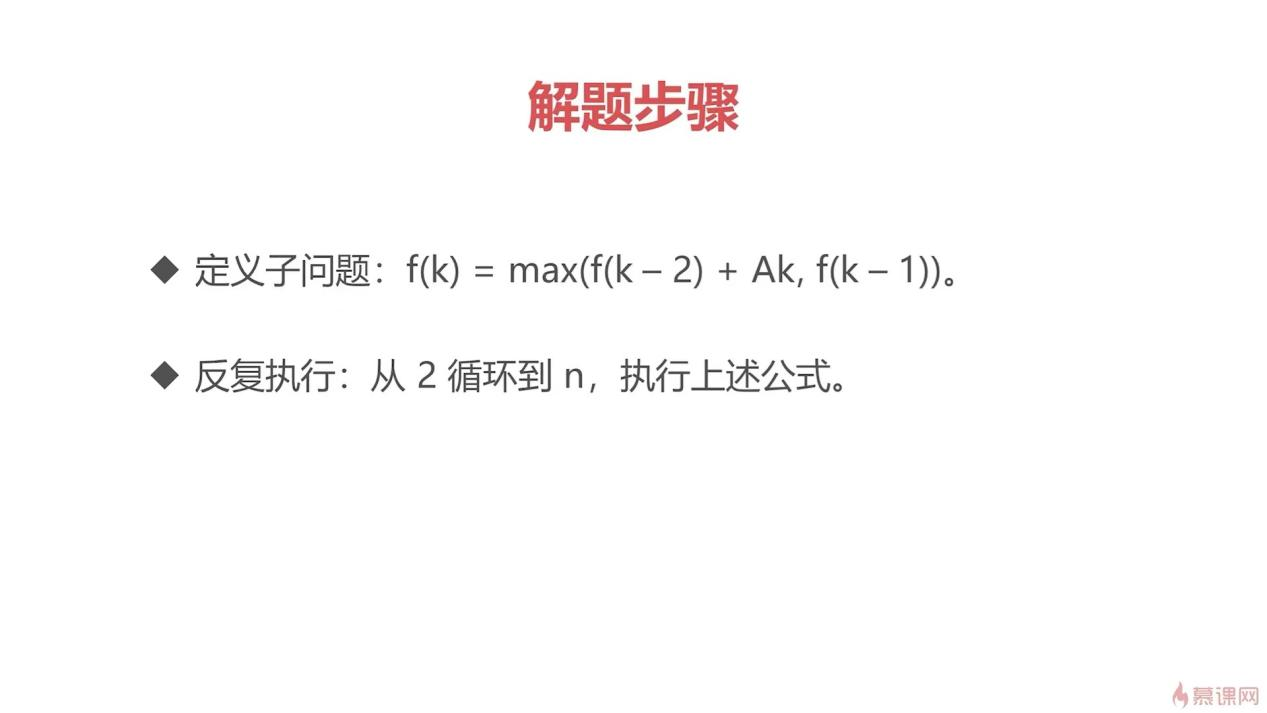 解题步骤
◆ 定义子问题：f(k) = max(f(k – 2) + Ak, f(k – 1))。
◆ 反复执行：从 2 循环到 n，执行上述公式。
慕课网